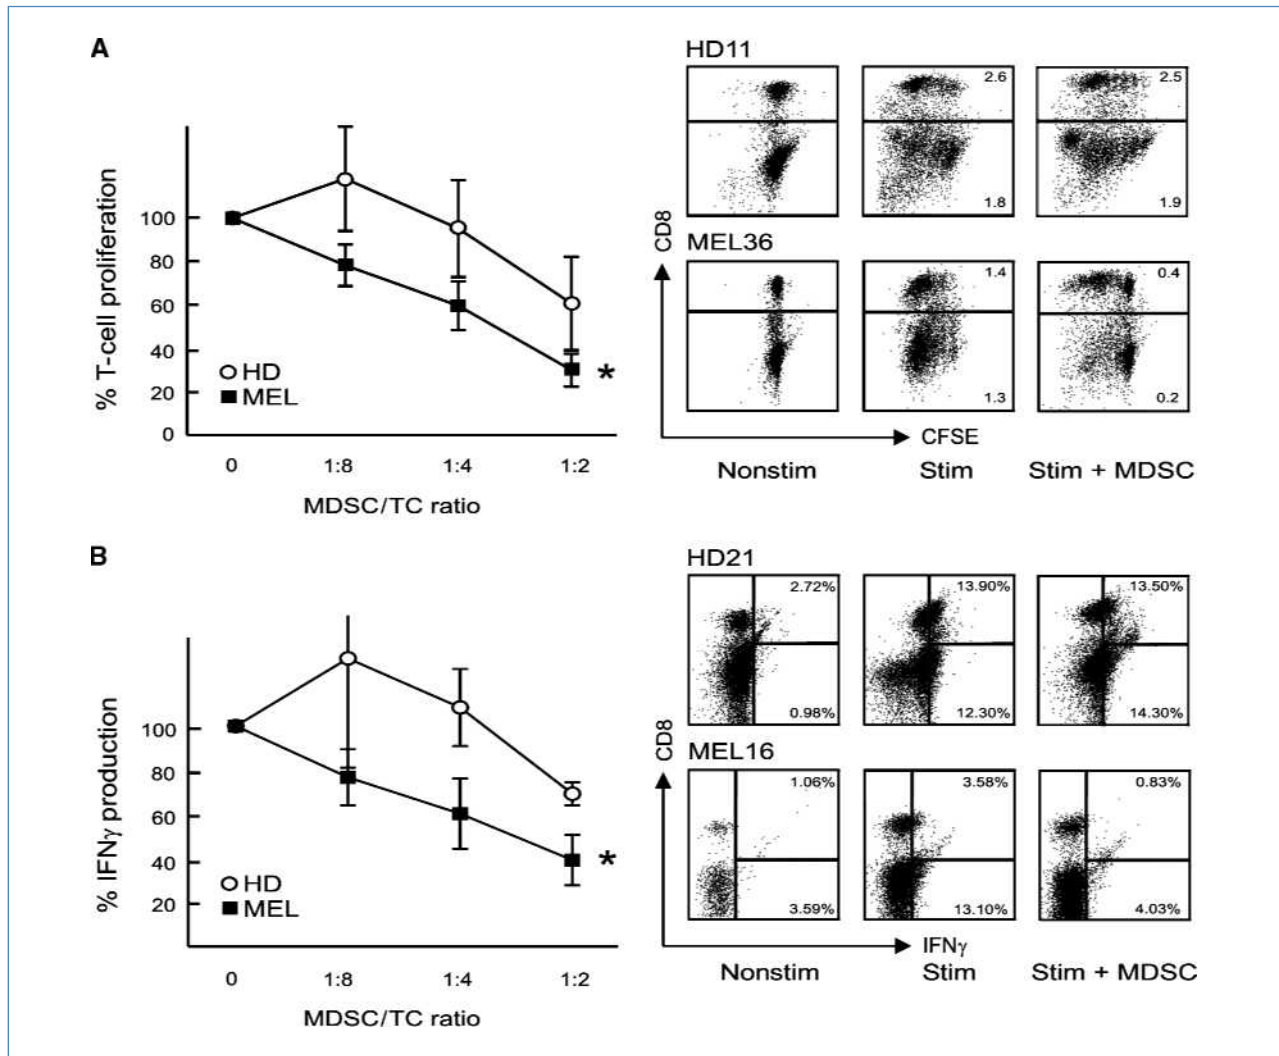 A
% T-cell proliferation
100
80
60
40
20
0
HD
MEL
*
0 1:8 1:4 1:2
MDSC/TC ratio
HD11
2.6 2.5
1.8 1.9
MEL36
1.4 0.4
1.3 0.2
CD8
CFSE
Nonstim Stim Stim + MDSC
B
% IFNγ production
100
80
60
40
20
HD
MEL
*
0 1:8 1:4 1:2
MDSC/TC ratio
HD21
2.72% 13.90% 13.50%
0.98% 12.30% 14.30%
MEL16
1.06% 3.58% 0.83%
3.59% 13.10% 4.03%
CD8
IFNγ
Nonstim Stim Stim + MDSC